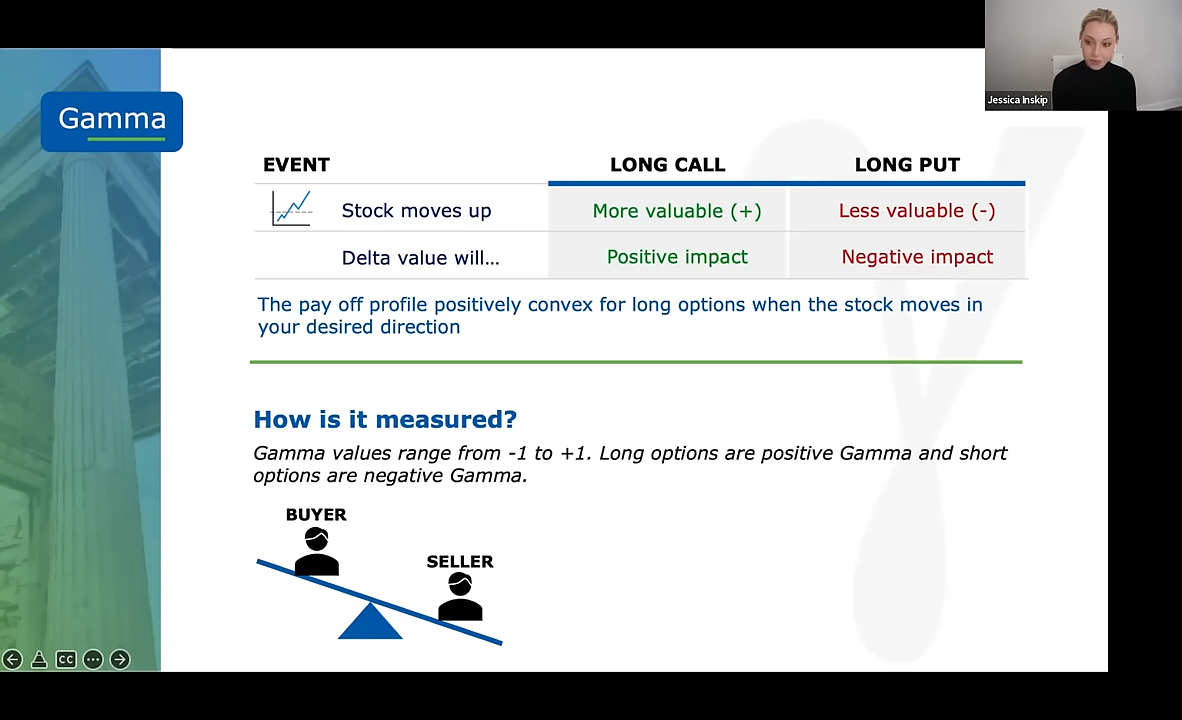 Jessica Inskip
Gamma
EVENT LONG CALL LONG PUT
Stock moves up More valuable (+) Less valuable (-)
Delta value will... Positive impact Negative impact
The pay off profile positively convex for long options when the stock moves in
your desired direction
How is it measured?
Gamma values range from -1 to +1. Long options are positive Gamma and short
options are negative Gamma.
BUYER
SELLER
CC
γ